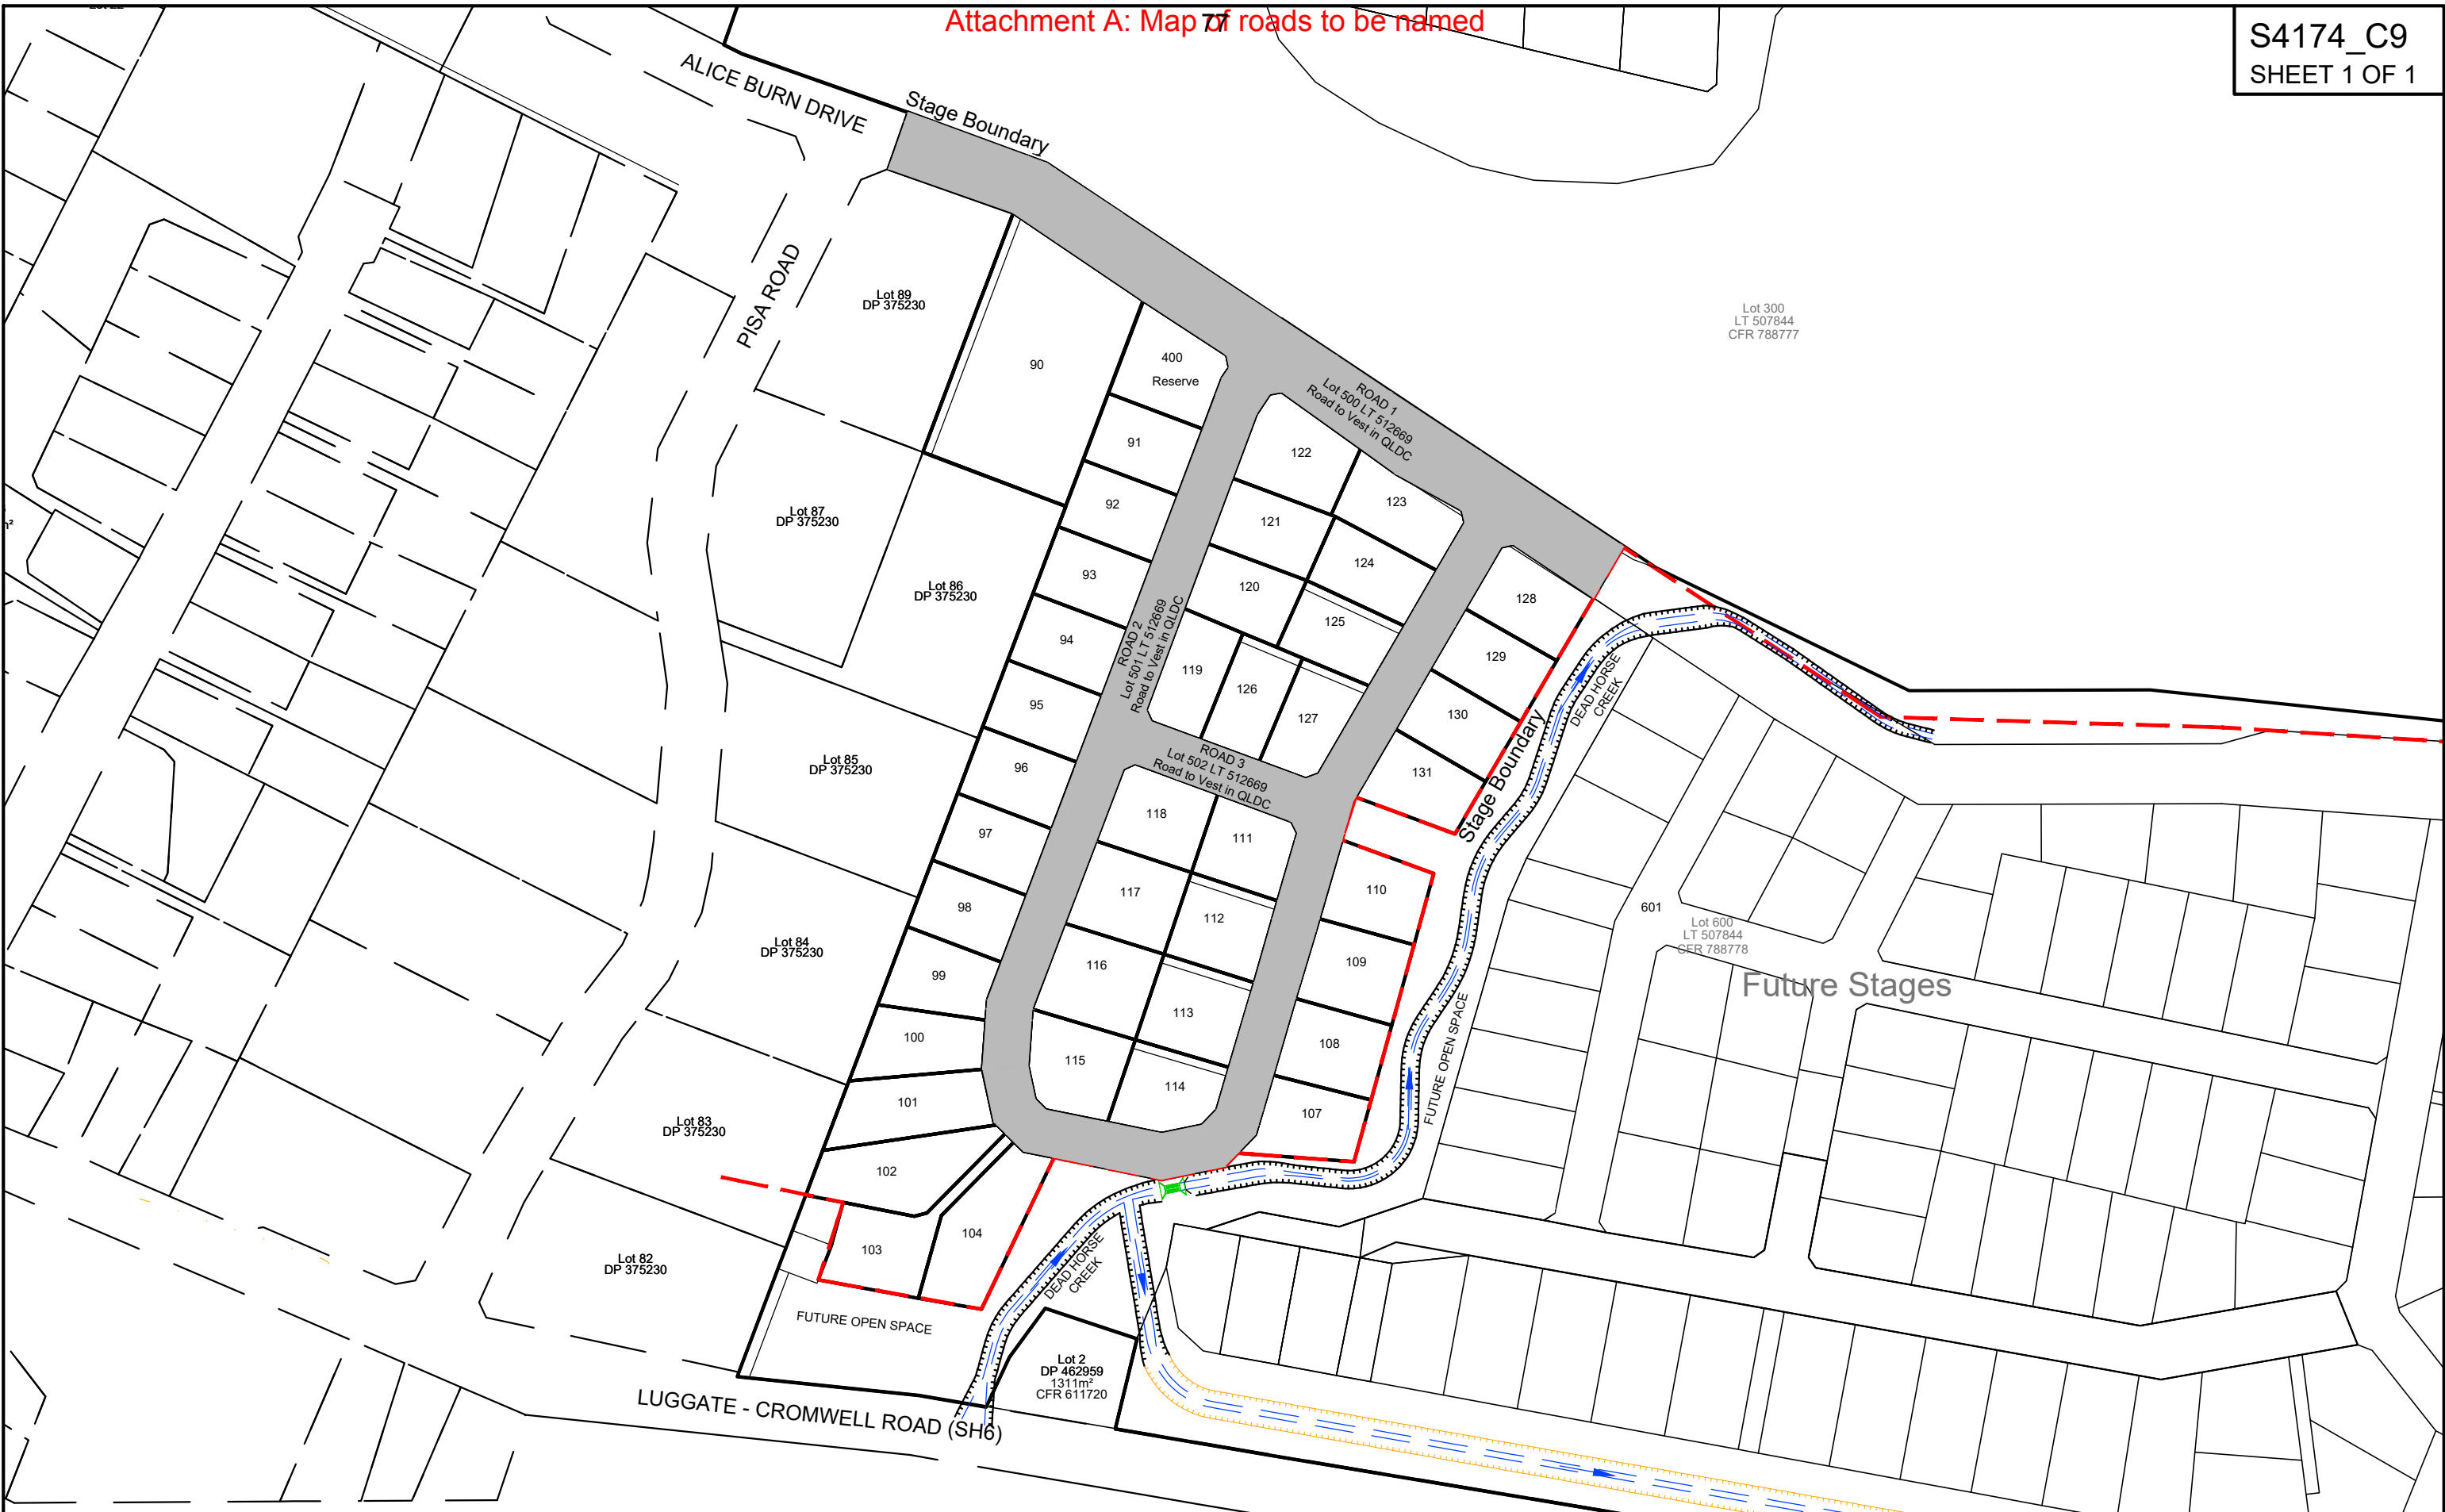 Attachment A: Map of roads to be named
77
S4174_C9
SHEET 1 OF 1
ALICE BURN DRIVE
Stage Boundary
PISA ROAD
Lot 89
DP 375230
90
400
Reserve
Lot 300
LT 507844
CFR 788777
ROAD 1
Lot 500 LT 512669
Road to Vest in QLDC
91
122
92
123
Lot 87
DP 375230
121
93
124
Lot 86
DP 375230
120
128
94
125
ROAD 2
Lot 501 LT 512669
Road to Vest in QLDC
129
119
126
DEAD HORSE
CREEK
95
127
130
Stage Boundary
Lot 85
DP 375230
96
ROAD 3
Lot 502 LT 512669
Road to Vest in QLDC
131
118
97
111
117
110
98
112
601
Lot 600
LT 507844
CFR 788778
Lot 84
DP 375230
116
109
99
Future Stages
113
FUTURE OPEN SPACE
100
108
115
114
101
107
Lot 83
DP 375230
102
104
103
Lot 82
DP 375230
DEAD HORSE
CREEK
FUTURE OPEN SPACE
Lot 2
DP 462959
1311m²
CFR 611720
LUGGATE - CROMWELL ROAD (SH6)